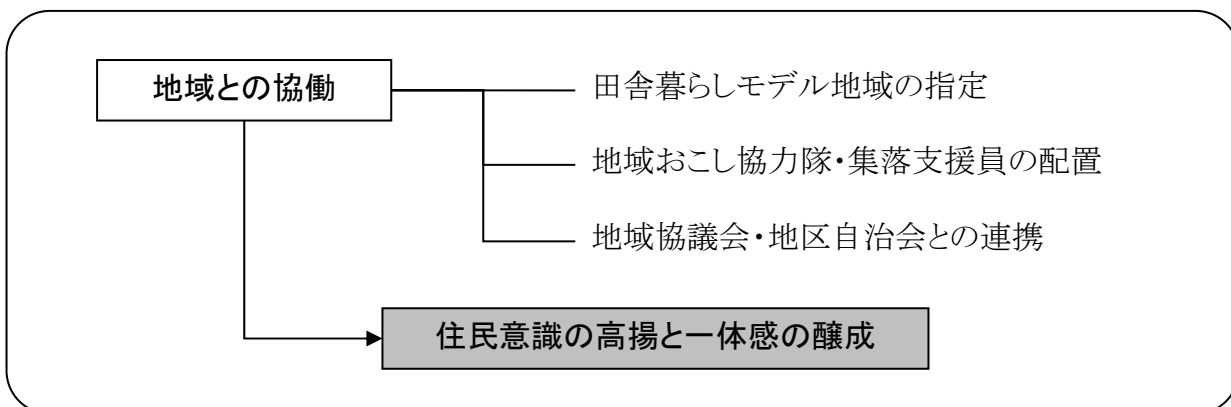 地域との協働
田舎暮らしモデル地域の指定
地域おこし協力隊・集落支援員の配置
地域協議会・地区自治会との連携
住民意識の高揚と一体感の醸成